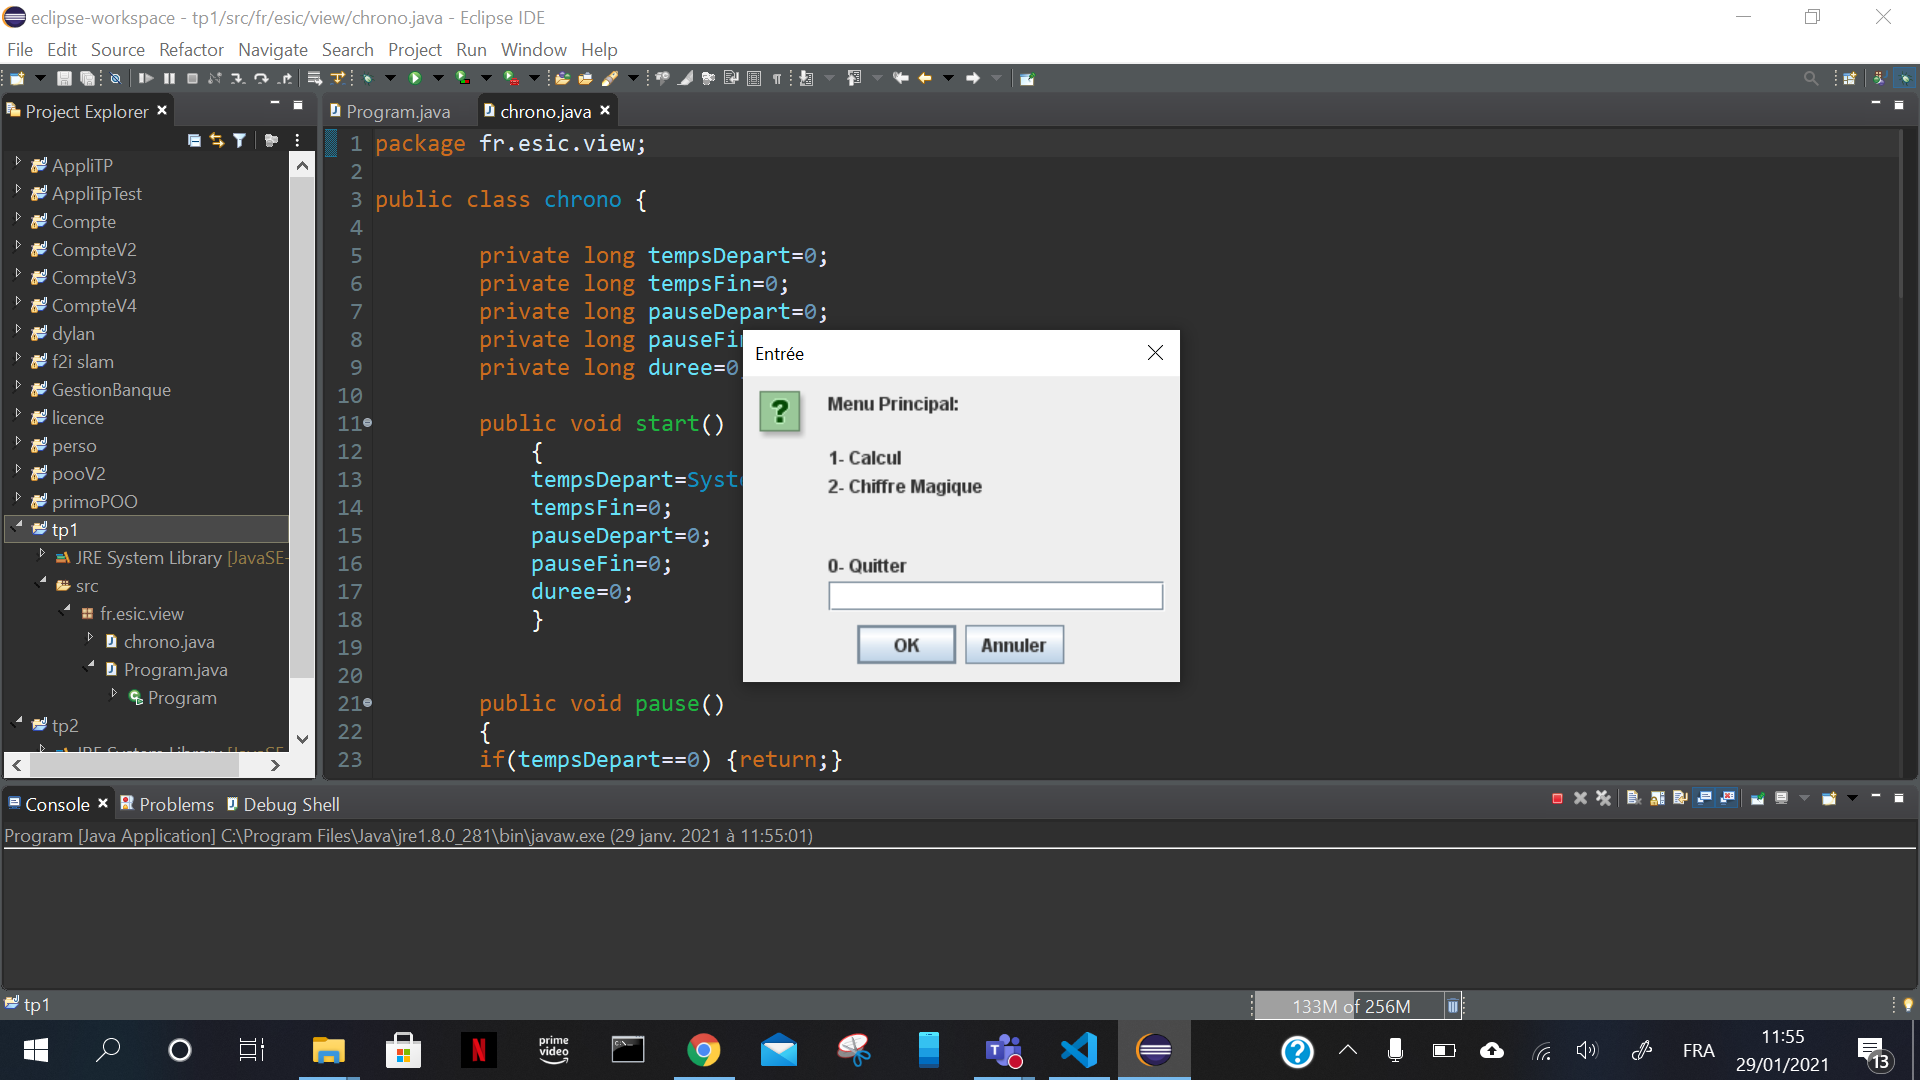 eclipse-workspace - tp1/src/fr/esic/view/chrono.java - Eclipse IDE
File Edit Source Refactor Navigate Search Project Run Window Help
Project Explorer
AppliTP
AppliTpTest
Compte
CompteV2
CompteV3
CompteV4
dylan
f2i slam
GestionBanque
licence
perso
pooV2
primoPOO
tp1
JRE System Library [JavaSE-
src
fr.esic.view
chrono.java
Program.java
Program
tp2
JRE System Library [JavaSE-
Program.java chrono.java
1 package fr.esic.view;
2
3 public class chrono {
4
5 private long tempsDepart=0;
6 private long tempsFin=0;
7 private long pauseDepart=0;
8 private long pauseFin
9 private long duree=0
10
11 public void start()
12 {
13 tempsDepart=Syste
14 tempsFin=0;
15 pauseDepart=0;
16 pauseFin=0;
17 duree=0;
18 }
19
20
21 public void pause()
22 {
23 if(tempsDepart==0) {return;}
Entrée
?
Menu Principal:
1- Calcul
2- Chiffre Magique
0- Quitter
OK Annuler
Console Problems Debug Shell
Program [Java Application] C:\Program Files\Java\jre1.8.0_281\bin\javaw.exe (29 janv. 2021 à 11:55:01)
tp1
133M of 256M
N
prime video
FRA
11:55
29/01/2021
13